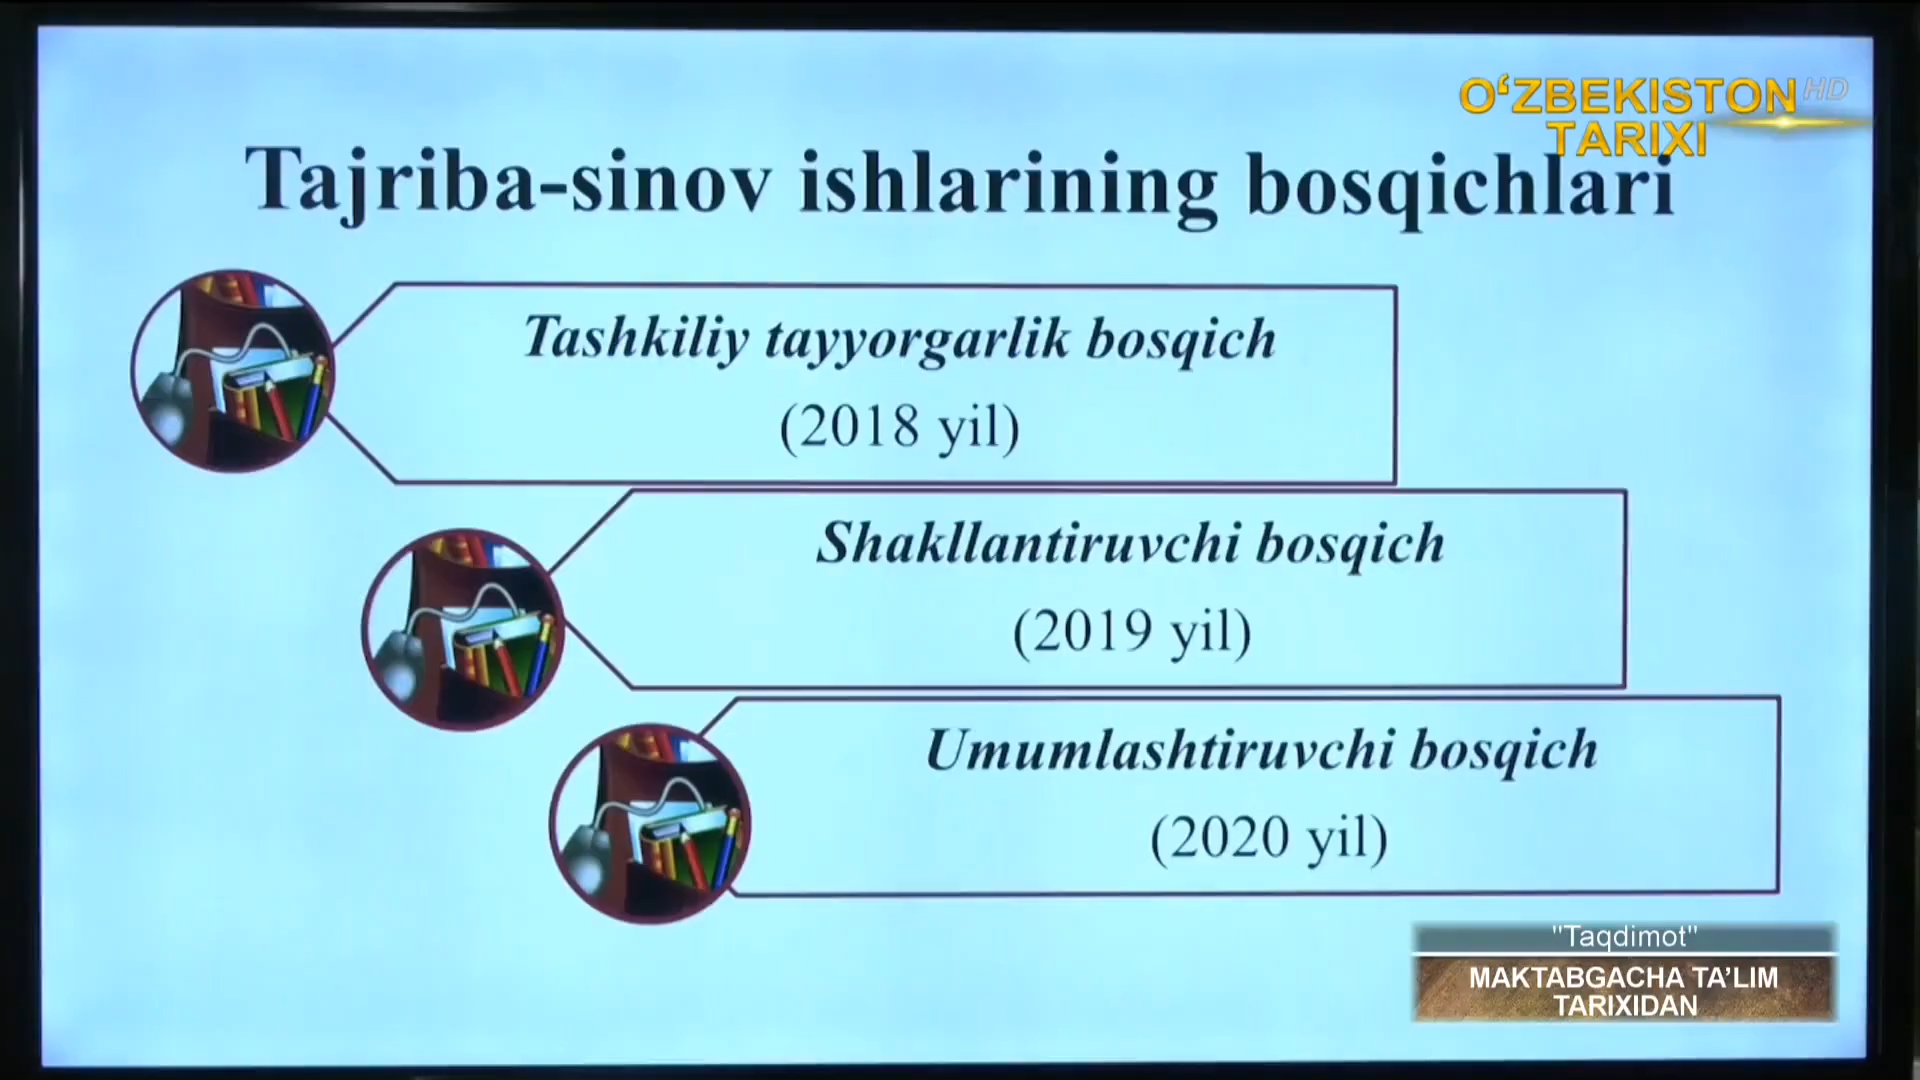 O‘ZBEKISTON HD
TARIXI
Tajriba-sinov ishlarining bosqichlari
Tashkiliy tayyorgarlik bosqich
(2018 yil)
Shakllantiruvchi bosqich
(2019 yil)
Umumlashtiruvchi bosqich
(2020 yil)
"Taqdimot"
MAKTABGACHA TA’LIM
TARIXIDAN